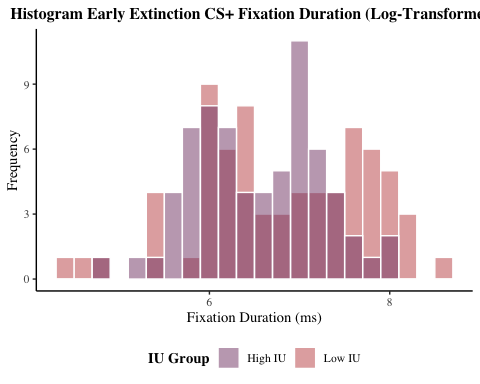 Histogram Early Extinction CS+ Fixation Duration (Log-Transforme
9
6
3
0
Frequency
6
8
Fixation Duration (ms)
IU Group
High IU
Low IU